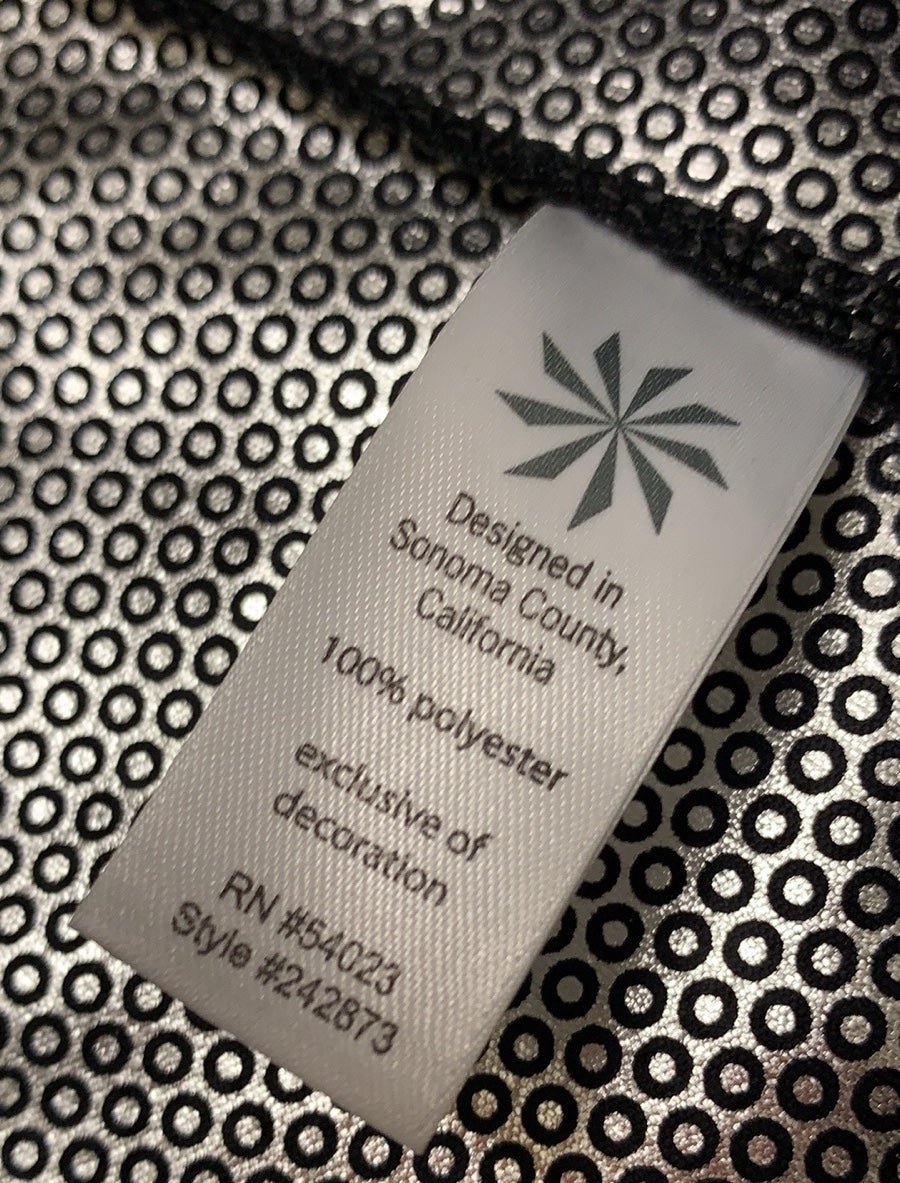 Designed in
Sonoma County,
California
100% polyester
exclusive of
decoration
RN #54023
Style #242873